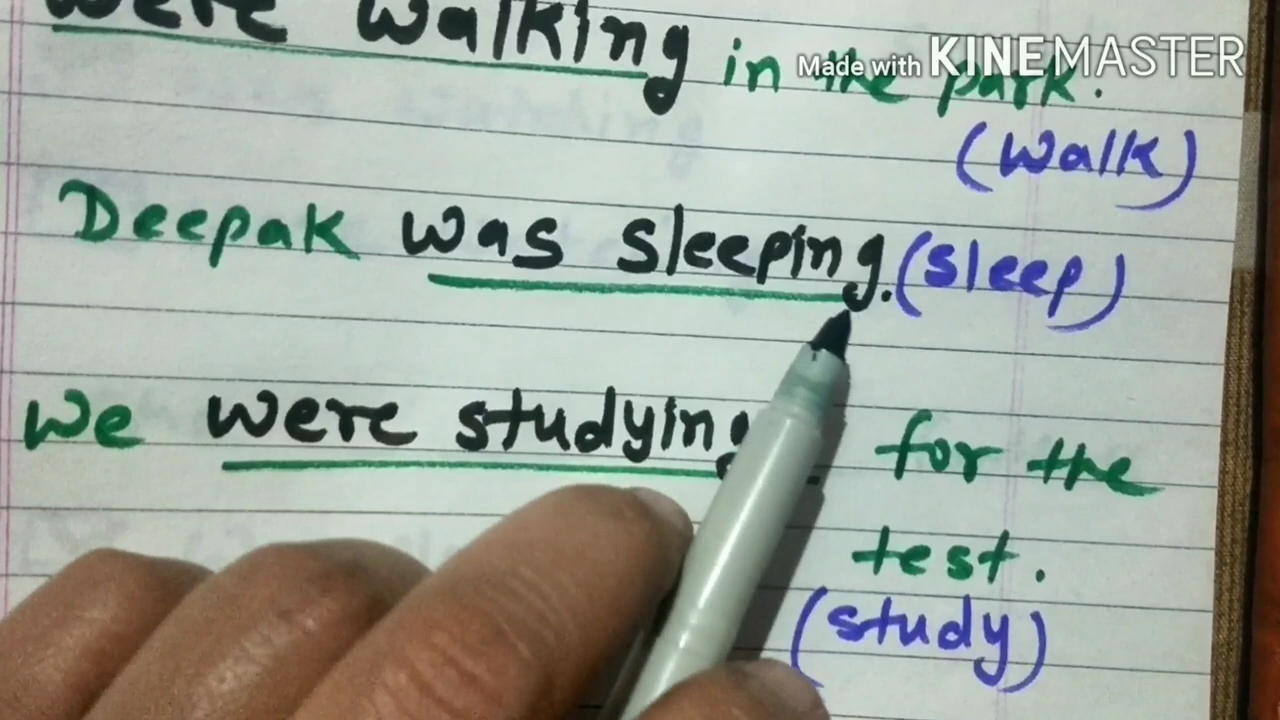 were walking in the park.
Made with KINEMASTER
(walk)
Deepak was sleeping. (sleep)
We were studying for the
test.
(study)